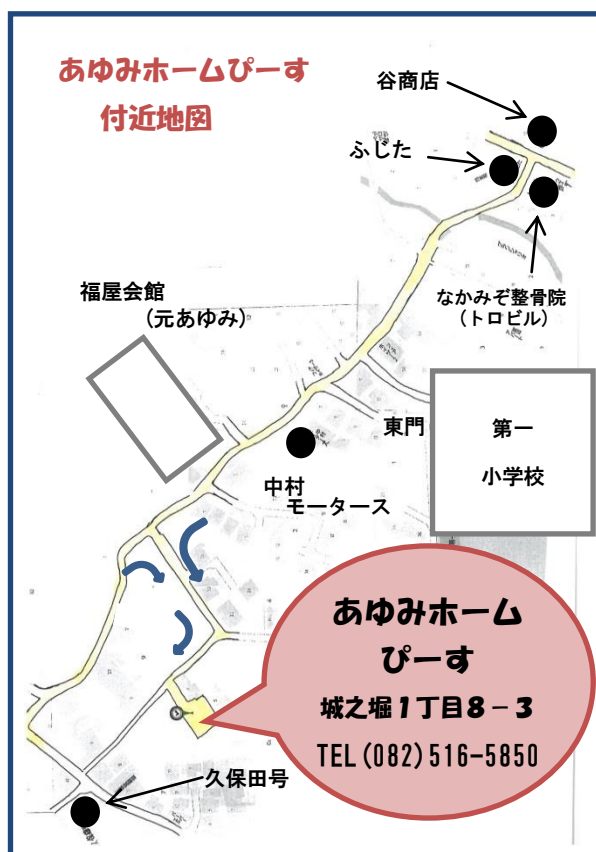 あゆみホームぴーす
付近地図
谷商店
ふじた
なかみぞ整骨院
(トロビル)
福屋会館
(元あゆみ)
東門
第一
小学校
中村
モータース
あゆみホーム
ぴーす
城之堀1丁目8-3
TEL(082)516-5850
久保田号